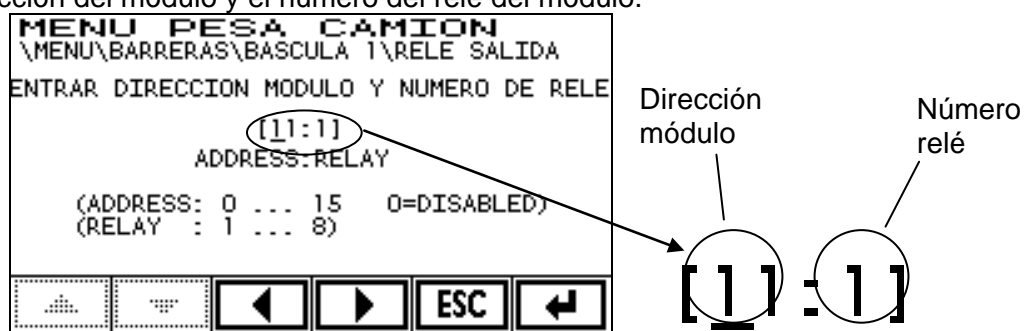 cción del módulo y el número del relé del módulo.
MENU PESA CAMION
\MENU\BARRERAS\BASCULA 1\RELE SALIDA
ENTRAR DIRECCION MODULO Y NUMERO DE RELE
[11:1]
ADDRESS:RELAY
(ADDRESS: 0 ... 15 0=DISABLED)
(RELAY : 1 ... 8)
ESC
Dirección módulo
Número relé
[11:1]